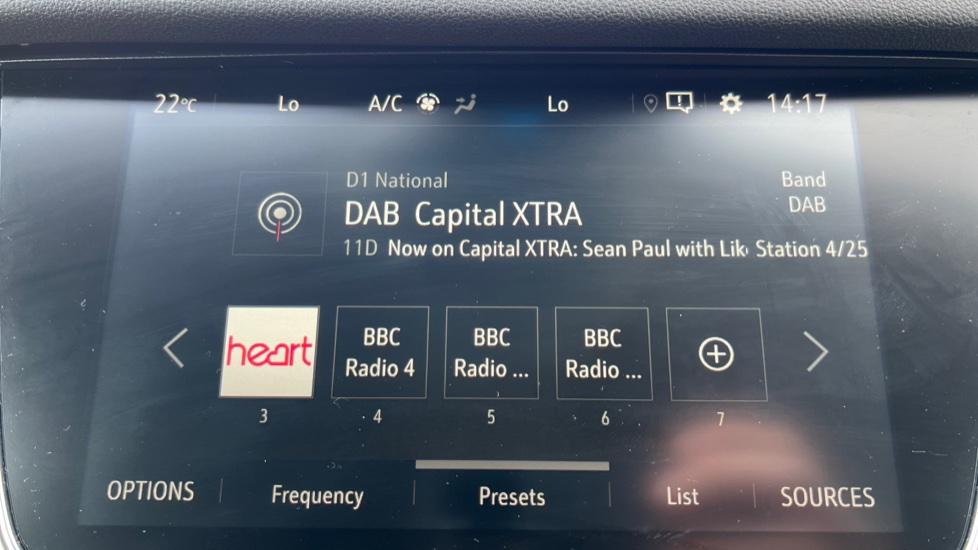 22°C Lo A/C Lo 14:17
D1 National Band
DAB Capital XTRA DAB
11D Now on Capital XTRA: Sean Paul with Lik Station 4/25
heart BBC Radio 4 BBC Radio ... BBC Radio ...
3 4 5 6 7
OPTIONS Frequency Presets List SOURCES